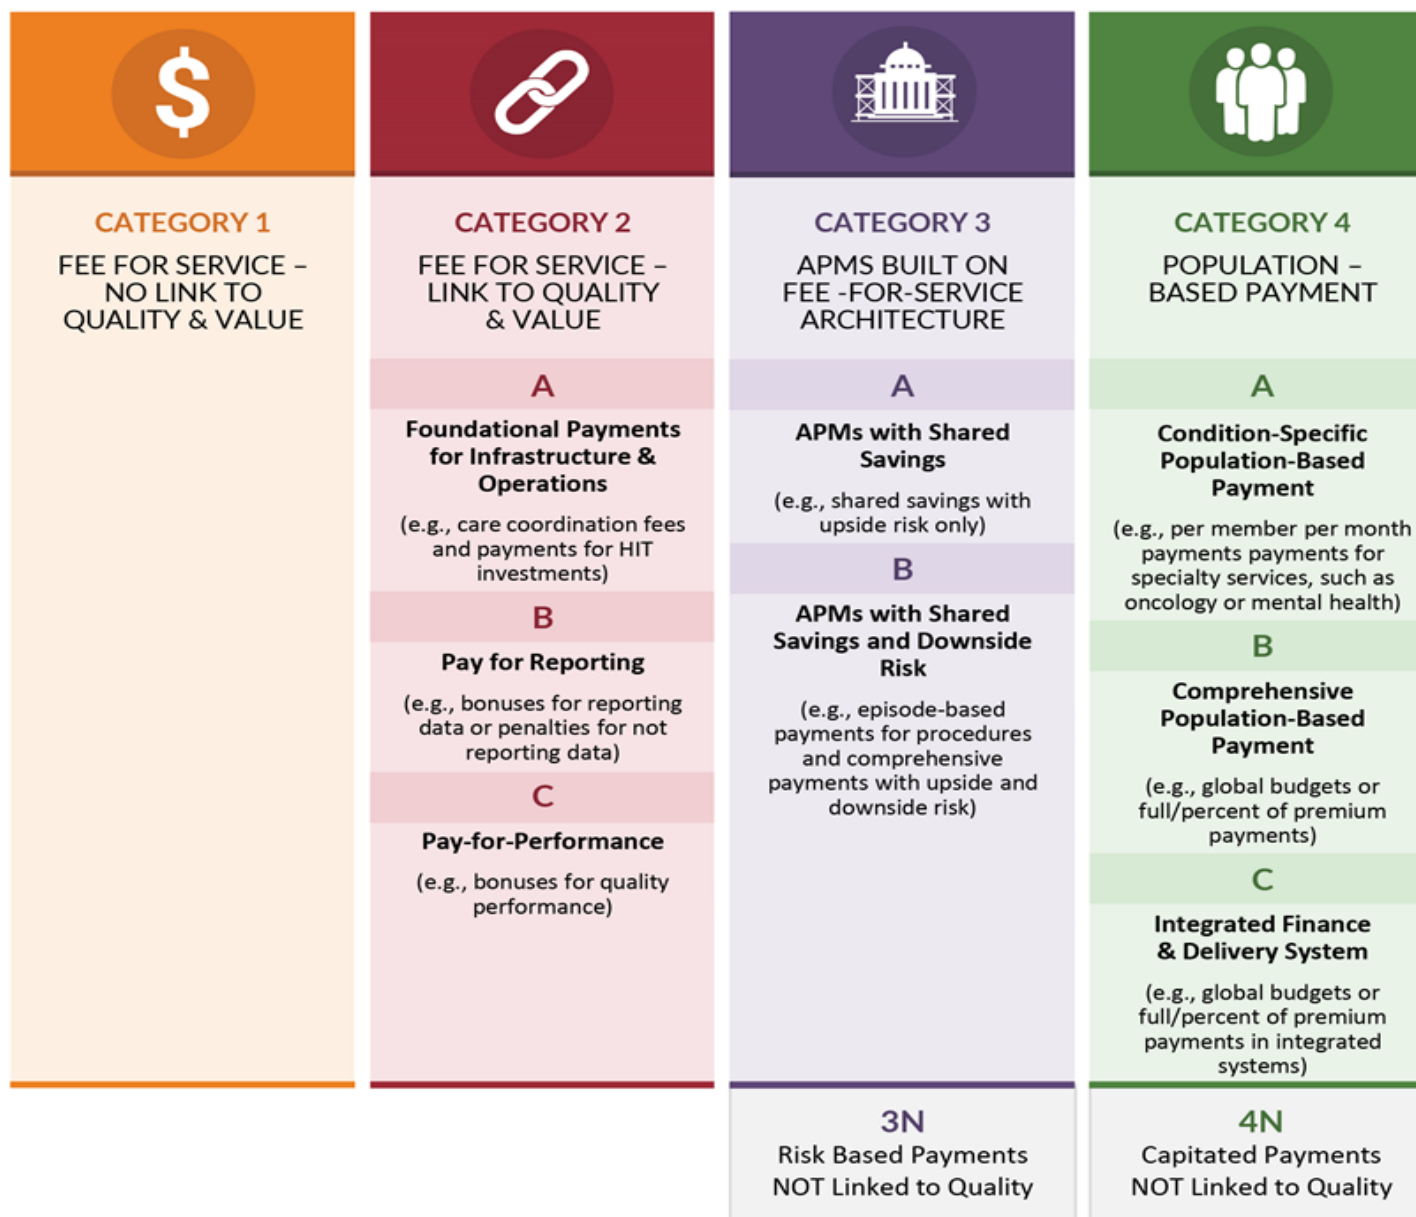 $
CATEGORY 1
FEE FOR SERVICE –
NO LINK TO
QUALITY & VALUE
CATEGORY 2
FEE FOR SERVICE –
LINK TO QUALITY
& VALUE
A
Foundational Payments
for Infrastructure &
Operations
(e.g., care coordination fees
and payments for HIT
investments)
B
Pay for Reporting
(e.g., bonuses for reporting
data or penalties for not
reporting data)
C
Pay-for-Performance
(e.g., bonuses for quality
performance)
CATEGORY 3
APMS BUILT ON
FEE -FOR-SERVICE
ARCHITECTURE
A
APMs with Shared
Savings
(e.g., shared savings with
upside risk only)
B
APMs with Shared
Savings and Downside
Risk
(e.g., episode-based
payments for procedures
and comprehensive
payments with upside and
downside risk)
3N
Risk Based Payments
NOT Linked to Quality
CATEGORY 4
POPULATION –
BASED PAYMENT
A
Condition-Specific
Population-Based
Payment
(e.g., per member per month
payments payments for
specialty services, such as
oncology or mental health)
B
Comprehensive
Population-Based
Payment
(e.g., global budgets or
full/percent of premium
payments)
C
Integrated Finance
& Delivery System
(e.g., global budgets or
full/percent of premium
payments in integrated
systems)
4N
Capitated Payments
NOT Linked to Quality